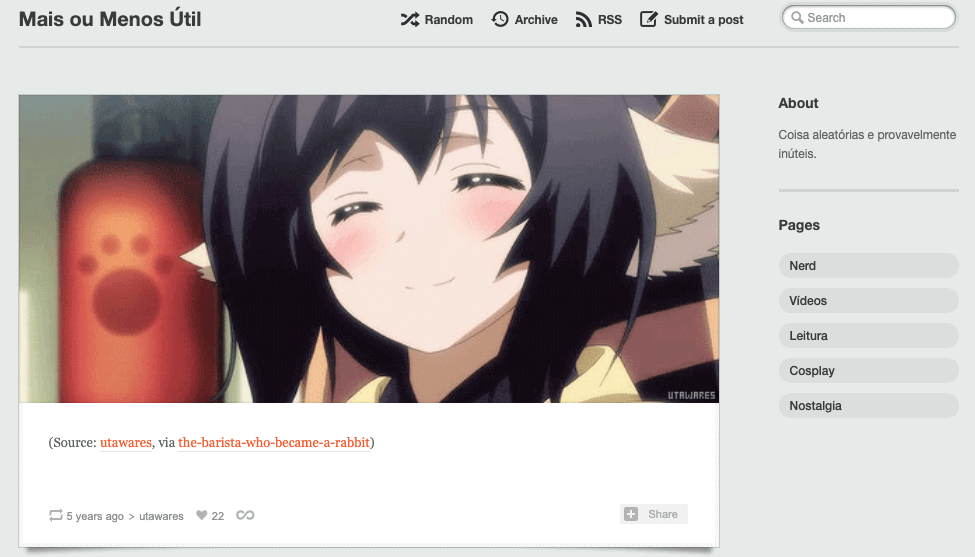 Mais ou Menos Útil
Random
Archive
RSS
Submit a post
Search
UTAWARES
(Source: utawares, via the-barista-who-became-a-rabbit)
5 years ago > utawares
22
Share
About
Coisa aleatórias e provavelmente
inúteis.
Pages
Nerd
Vídeos
Leitura
Cosplay
Nostalgia